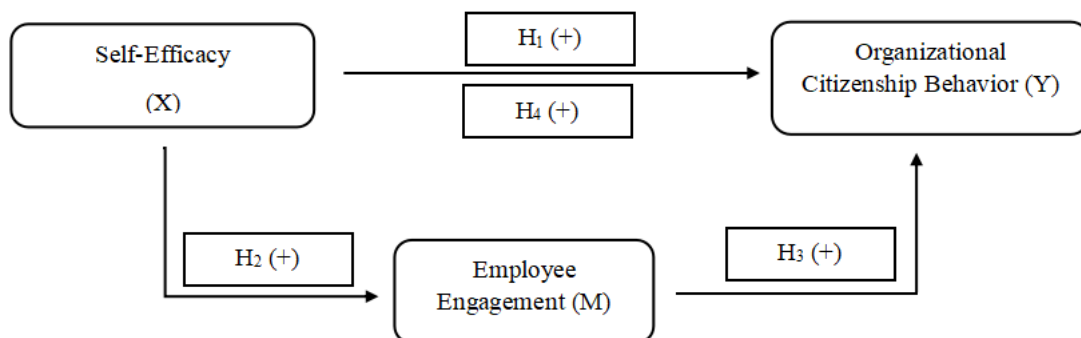 Self-Efficacy
(X)
H₁ (+)
H₄ (+)
Organizational
Citizenship Behavior (Y)
H₂ (+)
Employee
Engagement (M)
H₃ (+)